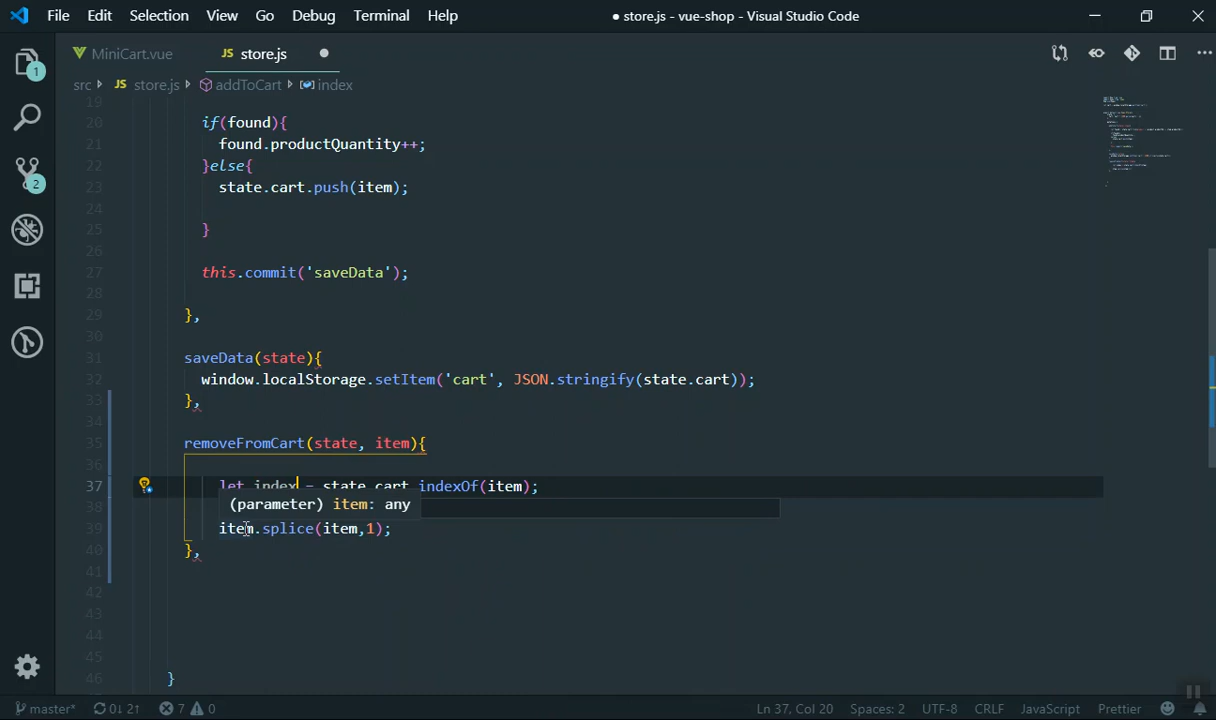 File Edit Selection View Go Debug Terminal Help ● store.js - vue-shop - Visual Studio Code
MiniCart.vue JS store.js
src JS store.js addToCart index
1
2
19
20 if(found){
21 found.productQuantity++;
22 }else{
23 state.cart.push(item);
24
25 }
26
27 this.commit('saveData');
28
29 },
30
31 saveData(state){
32 window.localStorage.setItem('cart', JSON.stringify(state.cart));
33 },
34
35 removeFromCart(state, item){
36
37 let index = state.cart.indexOf(item);
38 (parameter) item: any
39 item.splice(item,1);
40 },
41
42
43
44
45
46 }
master* 0↓ 2↑ 7 0 Ln 37, Col 20 Spaces: 2 UTF-8 CRLF JavaScript Prettier